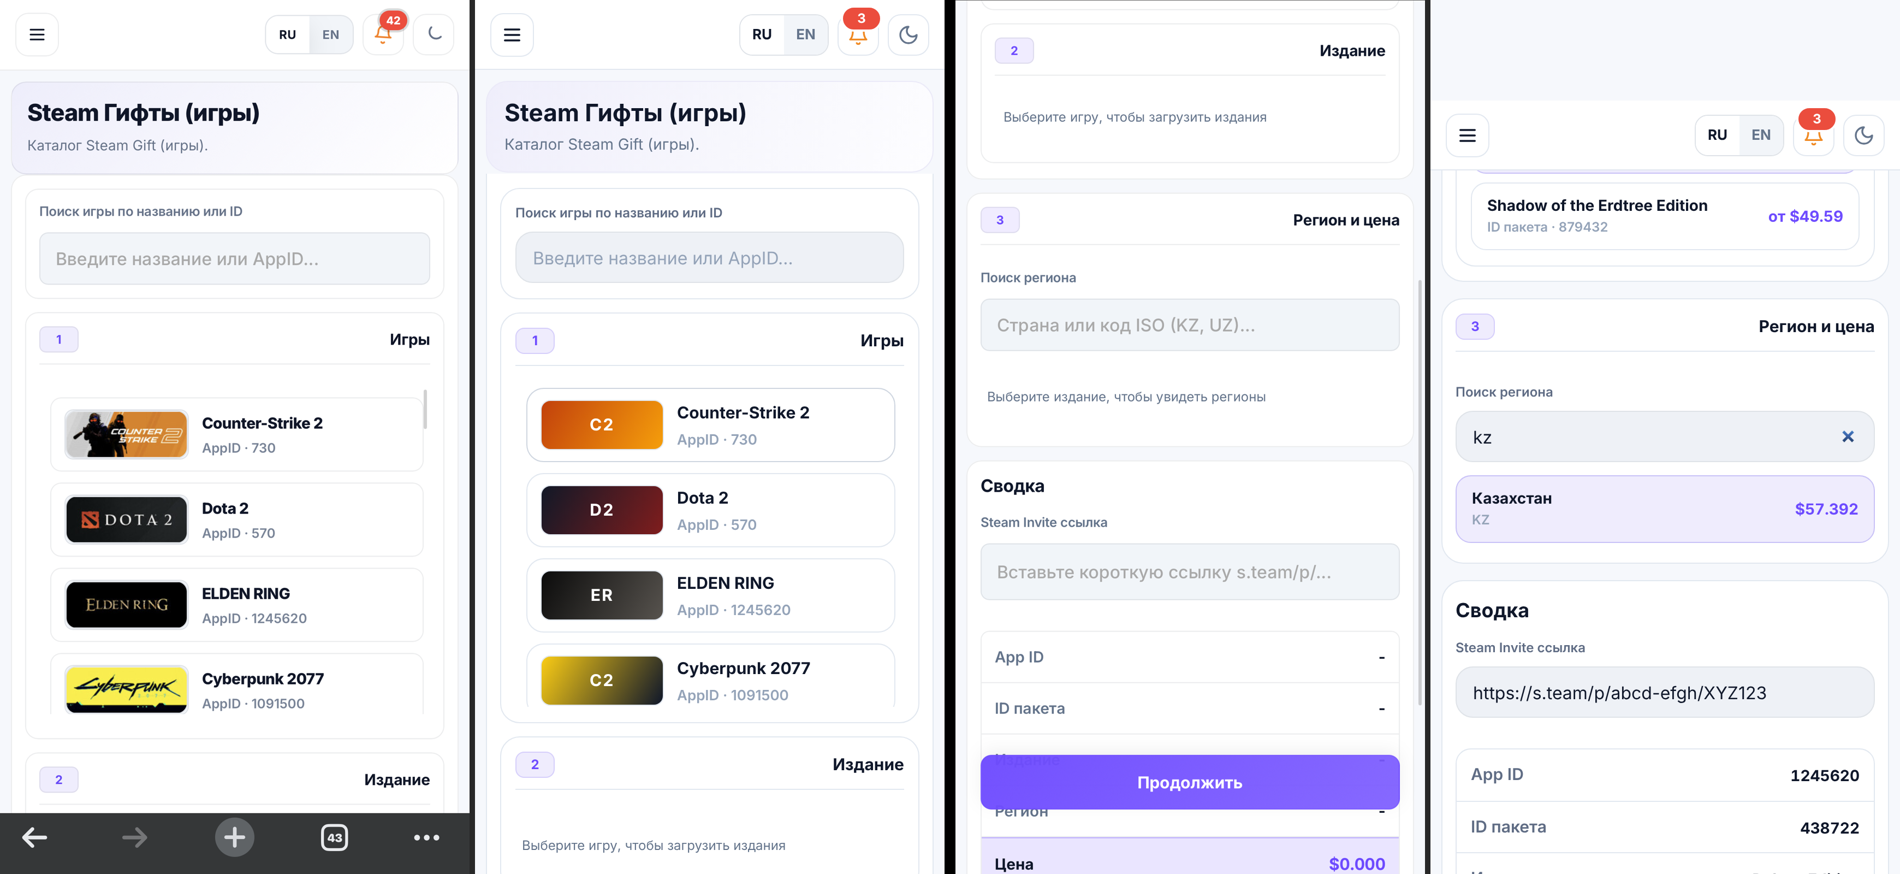 RU
EN
42
Steam Гифты (игры)
Каталог Steam Gift (игры).
Поиск игры по названию или ID
Введите название или AppID...
1
Игры
COUNTER STRIKE 2
Counter-Strike 2
AppID · 730
DOTA 2
Dota 2
AppID · 570
ELDEN RING
ELDEN RING
AppID · 1245620
Cyberpunk
Cyberpunk 2077
AppID · 1091500
2
Издание
43
RU
EN
3
Steam Гифты (игры)
Каталог Steam Gift (игры).
Поиск игры по названию или ID
Введите название или AppID...
1
Игры
C2
Counter-Strike 2
AppID · 730
D2
Dota 2
AppID · 570
ER
ELDEN RING
AppID · 1245620
C2
Cyberpunk 2077
AppID · 1091500
2
Издание
Выберите игру, чтобы загрузить издания
2
Издание
Выберите игру, чтобы загрузить издания
3
Регион и цена
Поиск региона
Страна или код ISO (KZ, UZ)...
Выберите издание, чтобы увидеть регионы
Сводка
Steam Invite ссылка
Вставьте короткую ссылку s.team/p/...
App ID
-
ID пакета
-
Издание
-
Продолжить
Регион
-
Цена
$0.000
RU
EN
3
Shadow of the Erdtree Edition
ID пакета · 879432
от $49.59
3
Регион и цена
Поиск региона
kz
Казахстан
KZ
$57.392
Сводка
Steam Invite ссылка
https://s.team/p/abcd-efgh/XYZ123
App ID
1245620
ID пакета
438722